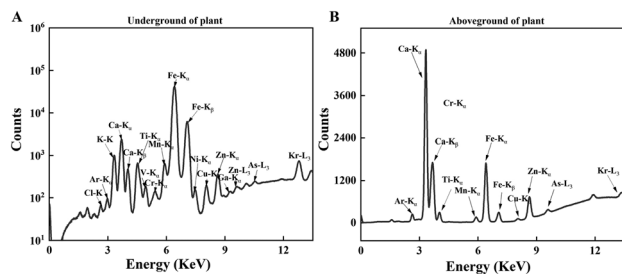 A
Underground of plant
10⁶
10⁵
10⁴
10³
10²
10¹
Counts
Fe-Kα
Fe-Kβ
Ca-Kα
K-K
Ca-Kβ
Ti-Kα
Mn-Kα
V-Kα
Cr-Kα
Ar-K
Cl-K
Ni-Kα
Zn-Kα
Cu-K
Ga-Kα
Zn-L₃
As-L₃
Kr-L₃
0 3 6 9 12
Energy (KeV)
B
Aboveground of plant
4800
3600
2400
1200
0
Counts
Ca-Kα
Cr-Kα
Ca-Kβ
Fe-Kα
Ti-Kα
Ar-Kα
Mn-Kα
Fe-Kβ
Cu-K
Zn-Kα
As-L₃
Kr-L₃
0 3 6 9 12
Energy (KeV)